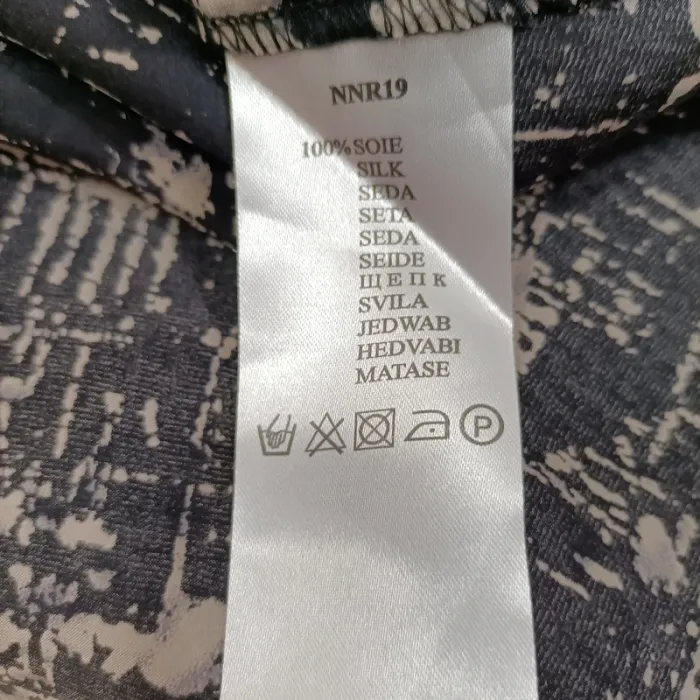 NNR19
100%SOIE
SILK
SEDA
SETA
SEDA
SEIDE
ЩЕПК
SVILA
JEDWAB
HEDVABI
MATASE
P